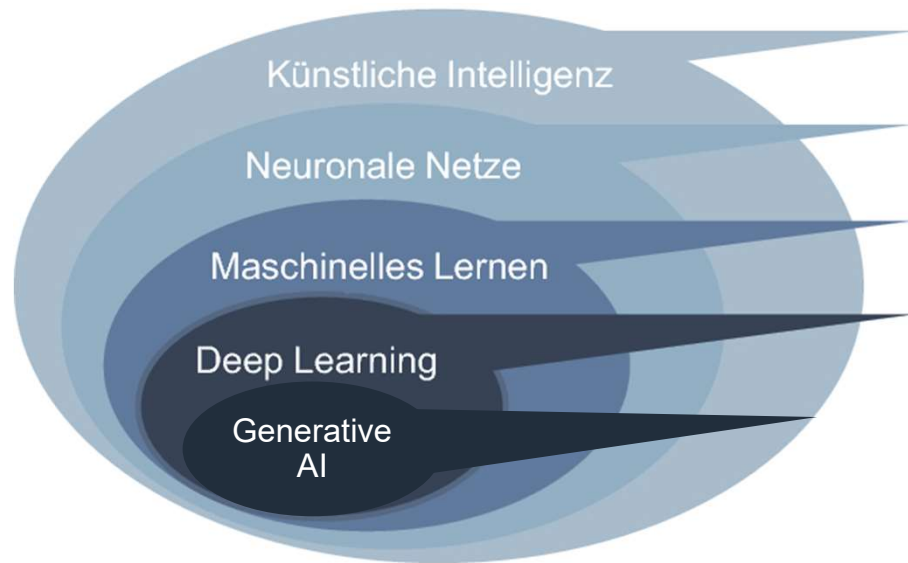 Künstliche Intelligenz
Neuronale Netze
Maschinelles Lernen
Deep Learning
Generative
AI